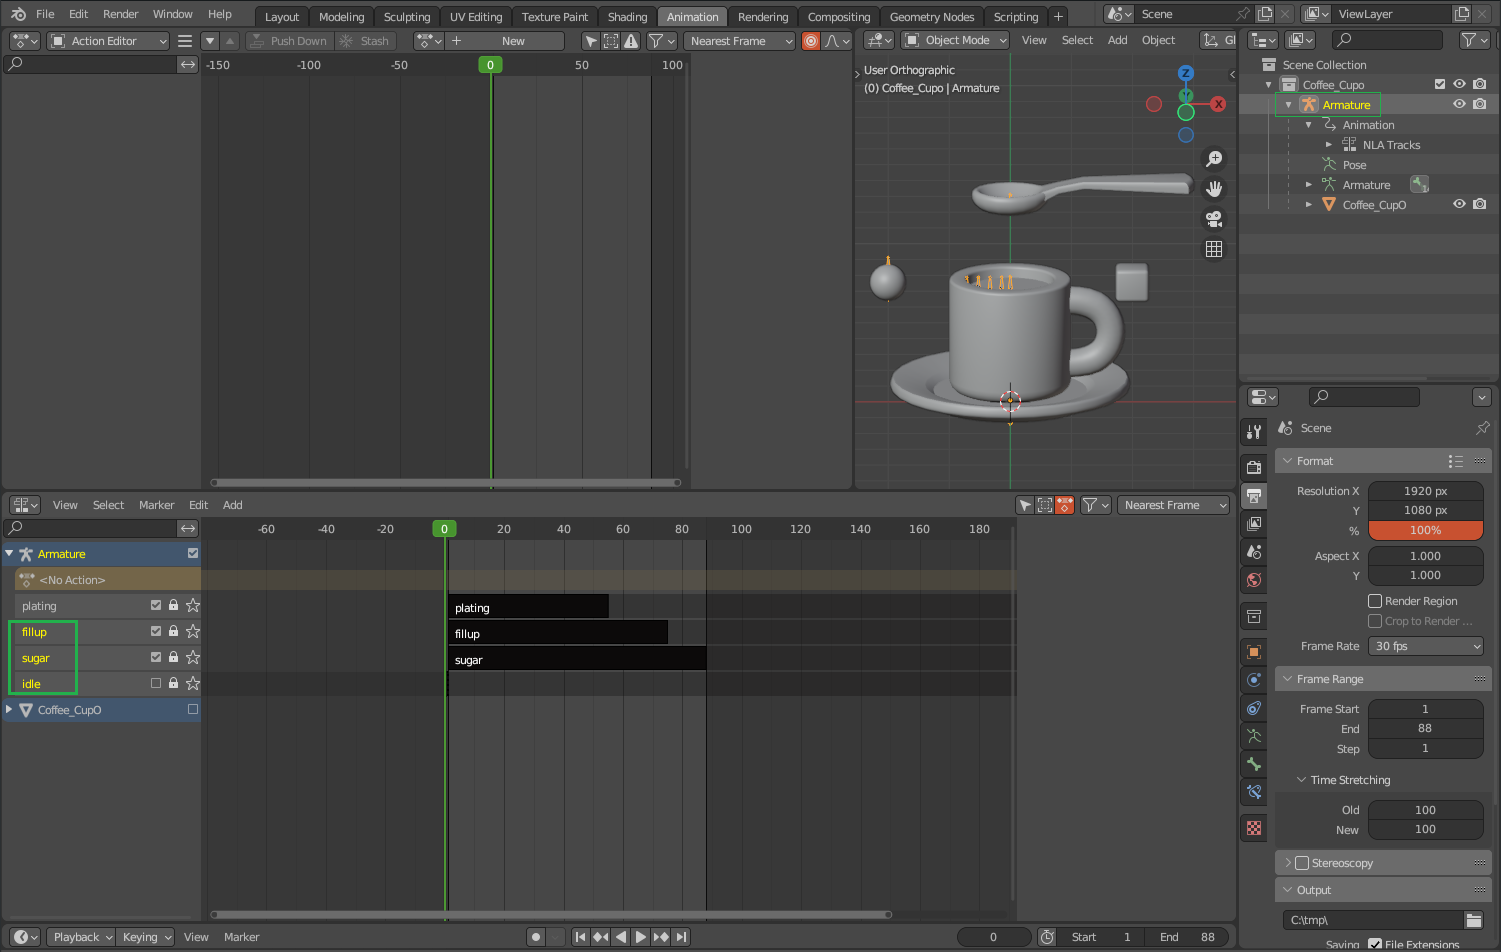 File Edit Render Window Help Layout Modeling Sculpting UV Editing Texture Paint Shading Animation Rendering Compositing Geometry Nodes Scripting + Scene ViewLayer
Action Editor Push Down Stash + New Nearest Frame Object Mode View Select Add Object Gl
-150 -100 -50 0 50 100
User Orthographic
(0) Coffee_Cupo | Armature
Z
Y
X
Scene Collection
Coffee_Cupo
Armature
Animation
NLA Tracks
Pose
Armature
Coffee_CupO
View Select Marker Edit Add Nearest Frame
-60 -40 -20 0 20 40 60 80 100 120 140 160 180
Armature
<No Action>
plating
fillup
sugar
idle
Coffee_CupO
plating
fillup
sugar
Scene
Format
Resolution X 1920 px
Y 1080 px
% 100%
Aspect X 1.000
Y 1.000
Render Region
Crop to Render ...
Frame Rate 30 fps
Frame Range
Frame Start 1
End 88
Step 1
Time Stretching
Old 100
New 100
Stereoscopy
Output
C:\tmp\
Saving File Extensions
Playback Keying View Marker 0 Start 1 End 88